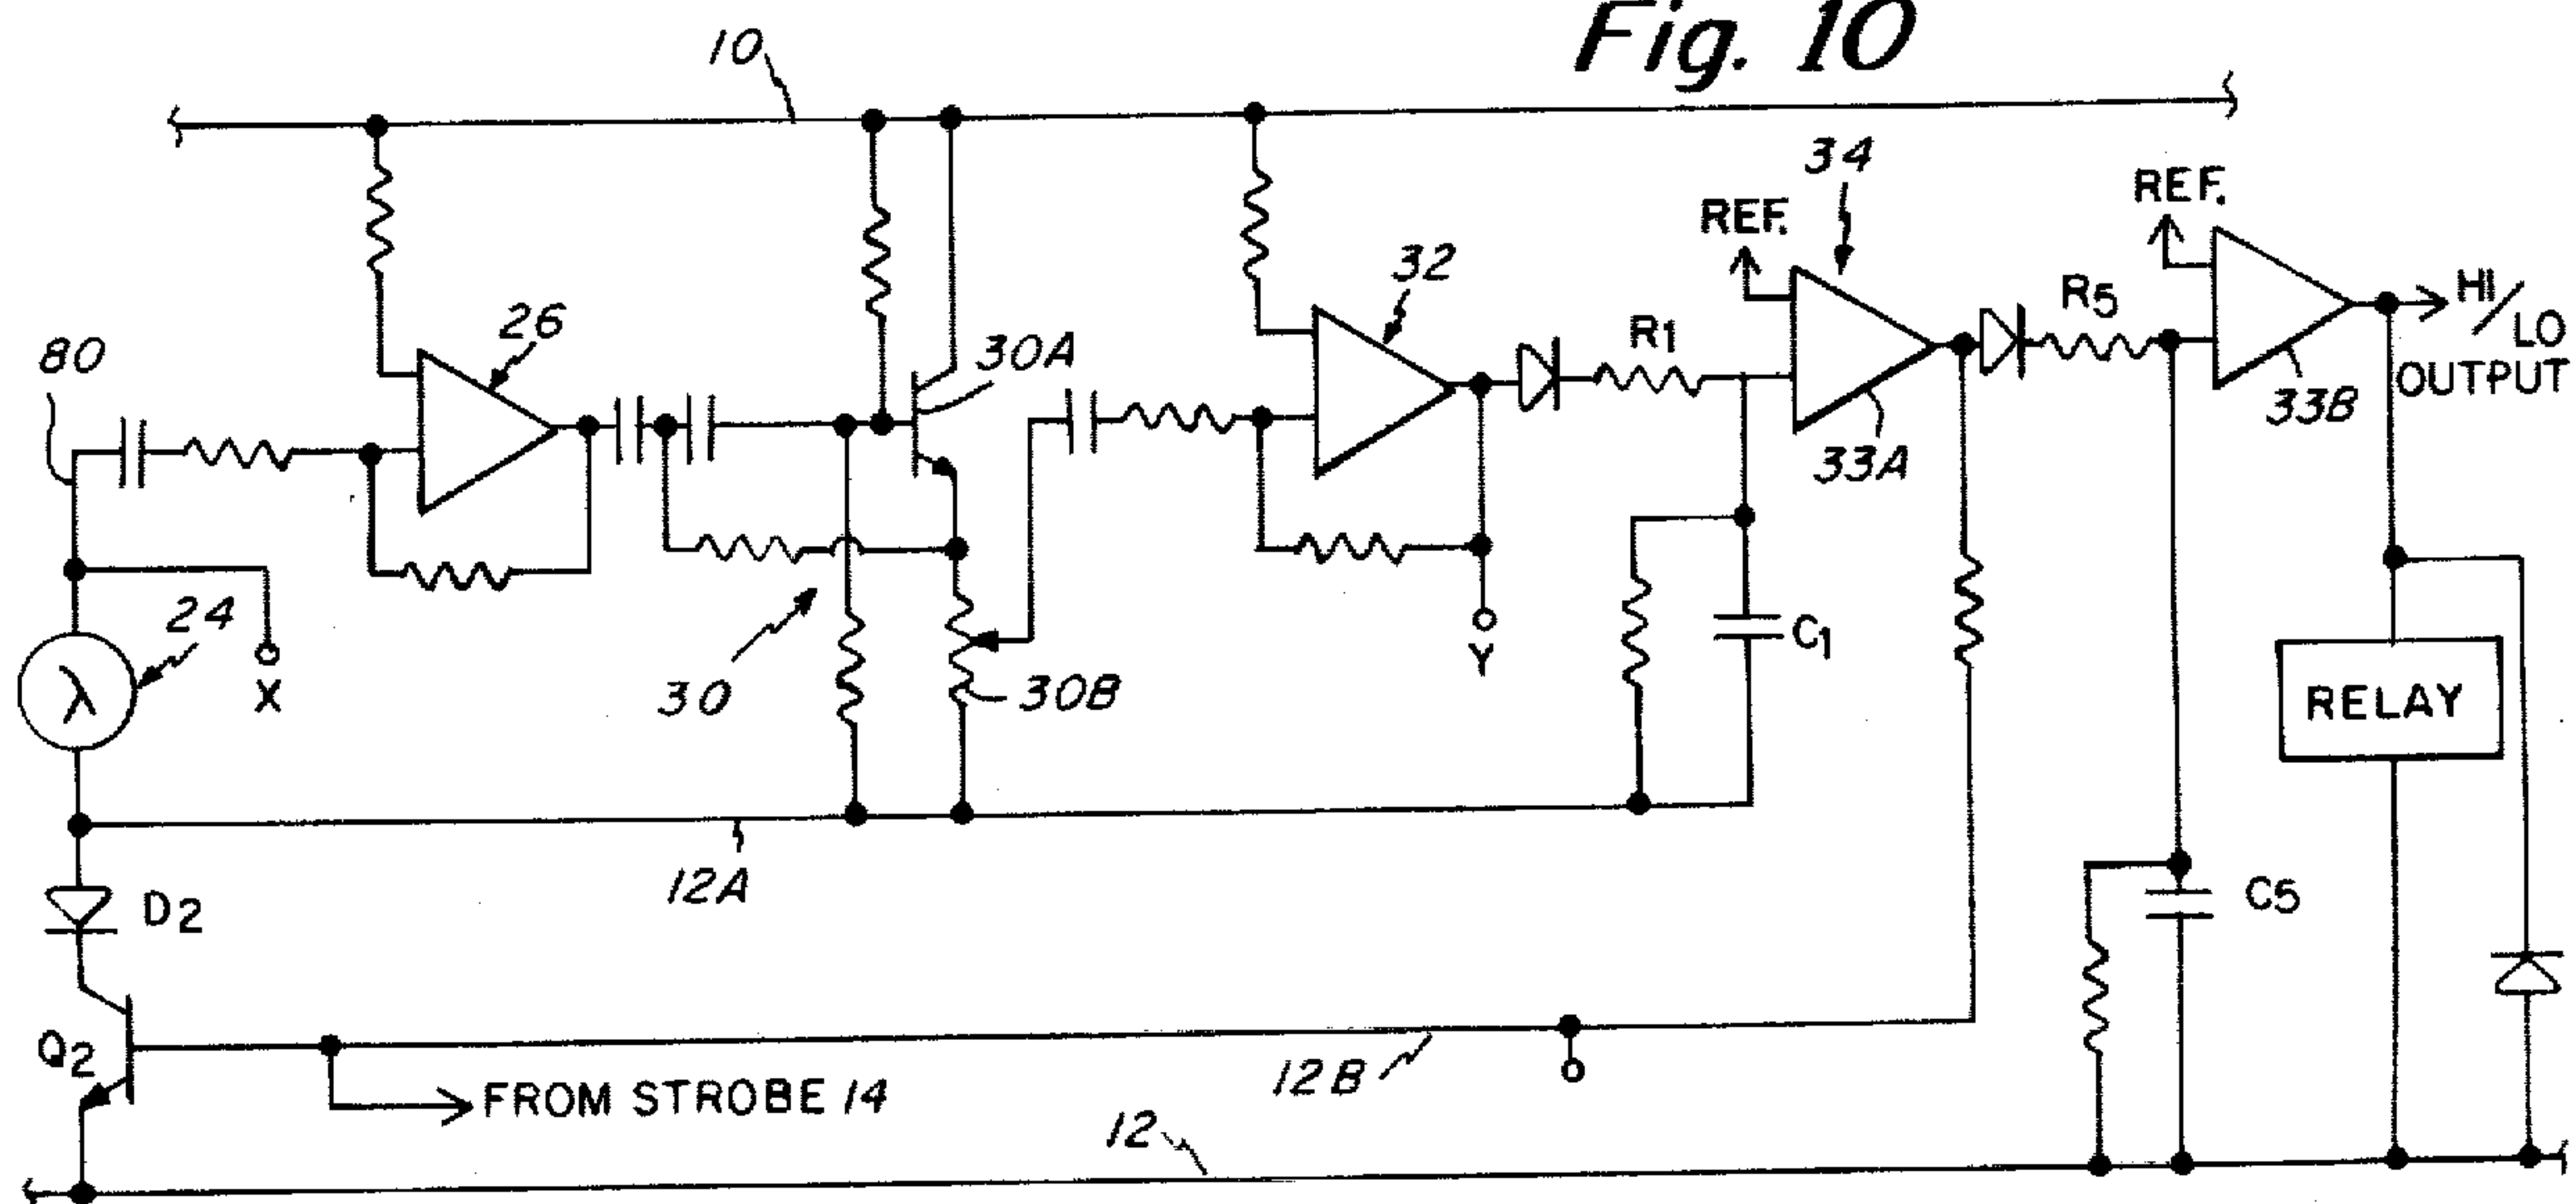 Fig. 10
10
34
REF.
REF.
32
26
R5
HI/LO
OUTPUT
R1
80
30A
33B
33A
24
X
30
30B
Y
C1
RELAY
12A
D2
C5
Q2
12B
FROM STROBE 14
12
λ